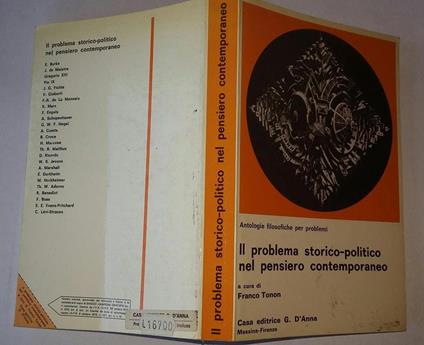 Il problema storico-politico
nel pensiero contemporaneo
E. Burke
J. de Maistre
Gregorio XVI
Pio IX
J. G. Fichte
V. Gioberti
F.-R. de La Mennais
K. Marx
F. Engels
A. Schopenhauer
G. W. F. Hegel
A. Comte
B. Croce
H. Marcuse
Th. R. Malthus
D. Ricardo
W. S. Jevons
A. Marshall
E. Durkheim
M. Horkheimer
Th. W. Adorno
R. Benedict
F. Boas
E. E. Evans-Pritchard
C. Lévi-Strauss
CAS
D'ANNA
L16700
Il problema storico-politico nel pensiero contemporaneo
Antologie filosofiche per problemi
Il problema storico-politico
nel pensiero contemporaneo
a cura di
Franco Tonon
Casa editrice G. D'Anna
Messina-Firenze